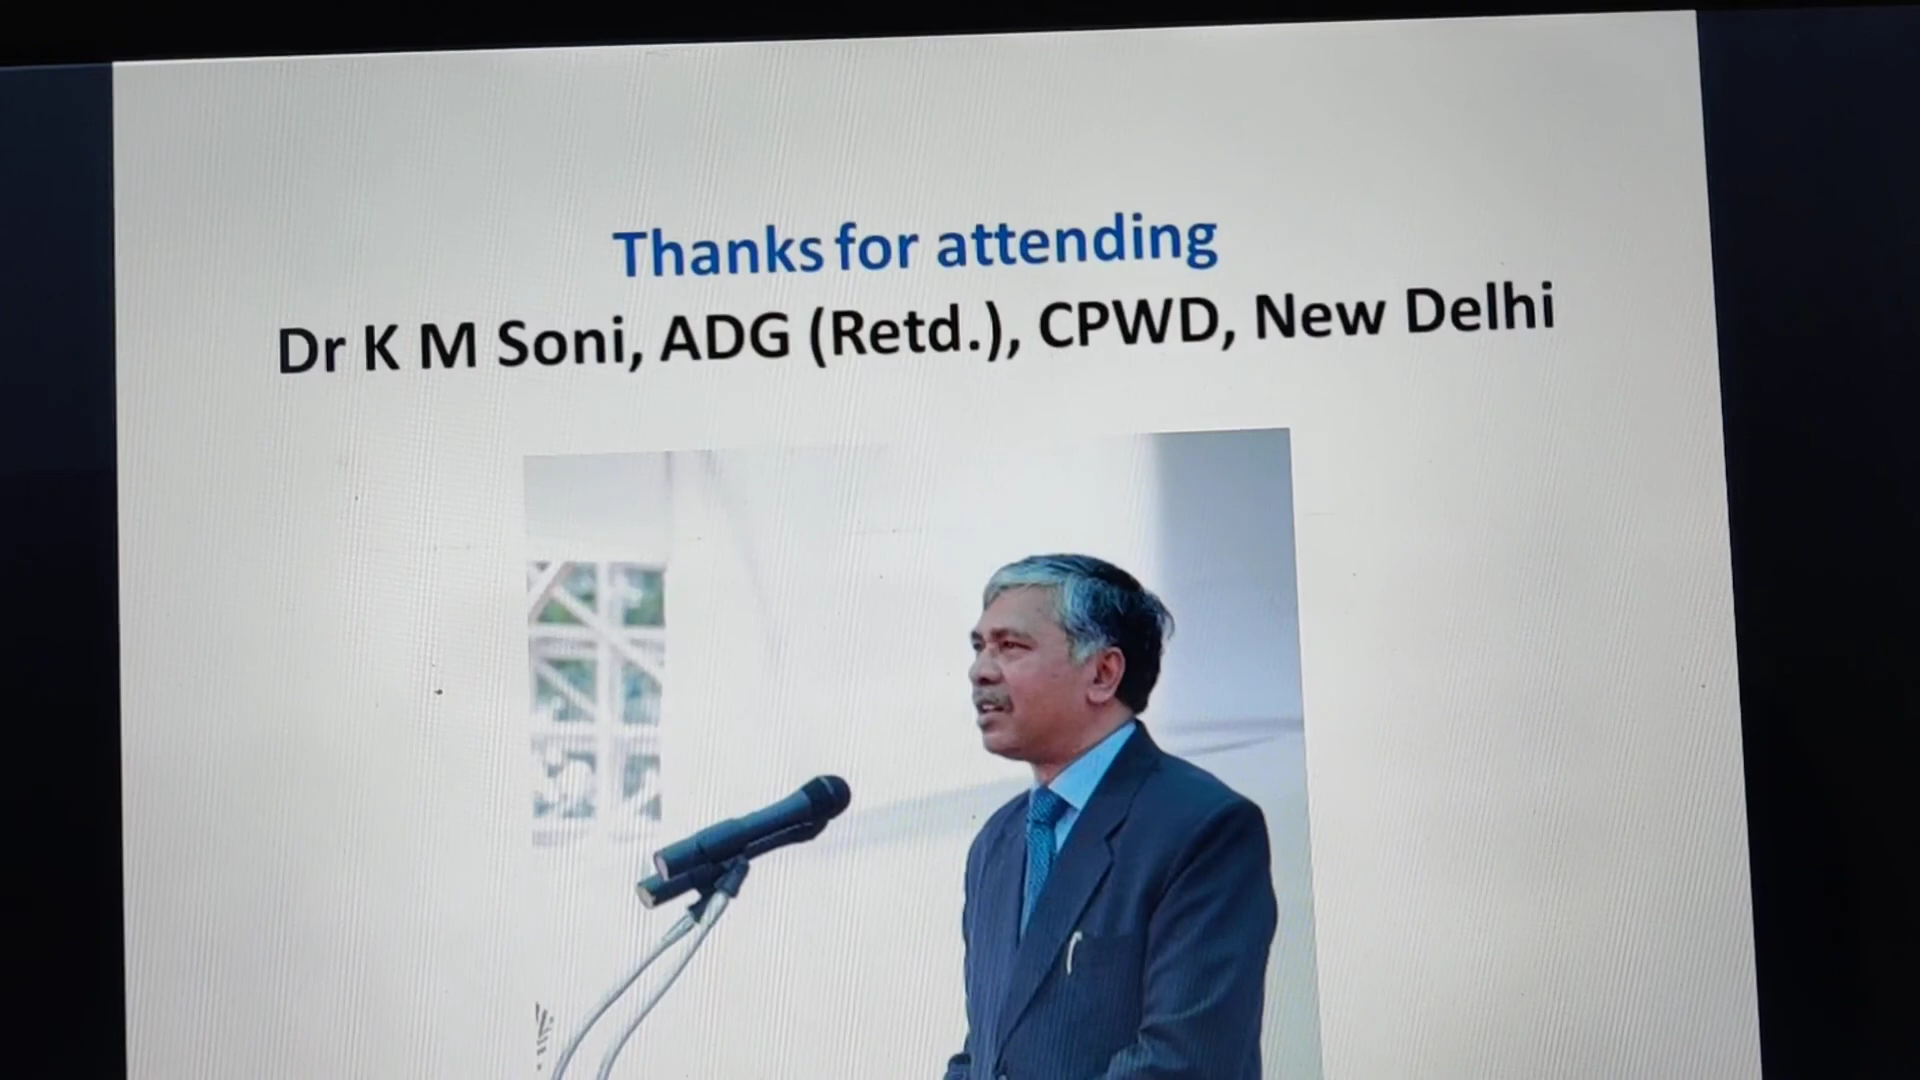 Thanks for attending
Dr K M Soni, ADG (Retd.), CPWD, New Delhi